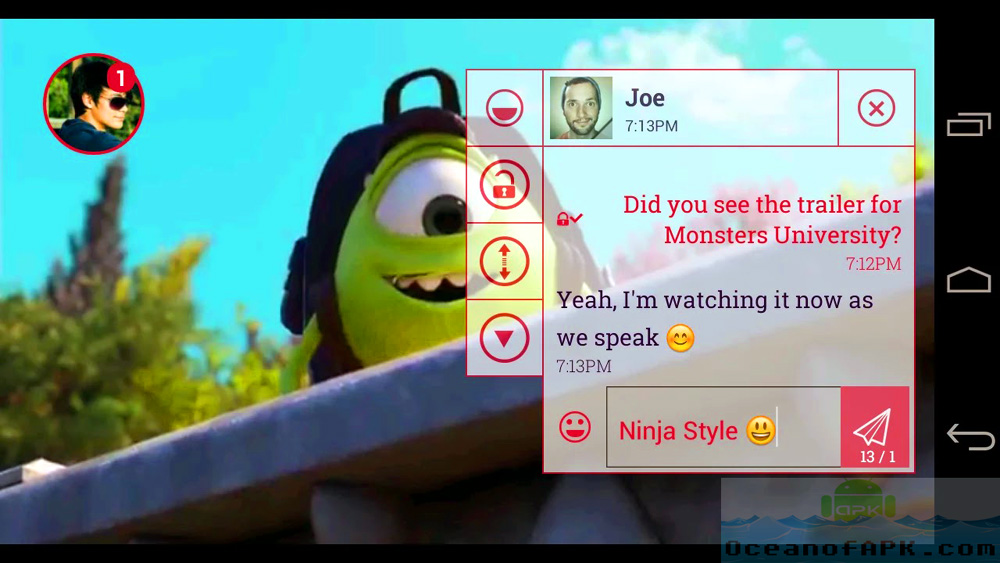 1
Joe
7:13PM
Did you see the trailer for
Monsters University?
7:12PM
Yeah, I'm watching it now as
we speak 😊
7:13PM
Ninja Style 😃
13 / 1
apk
OceanofAPK.com